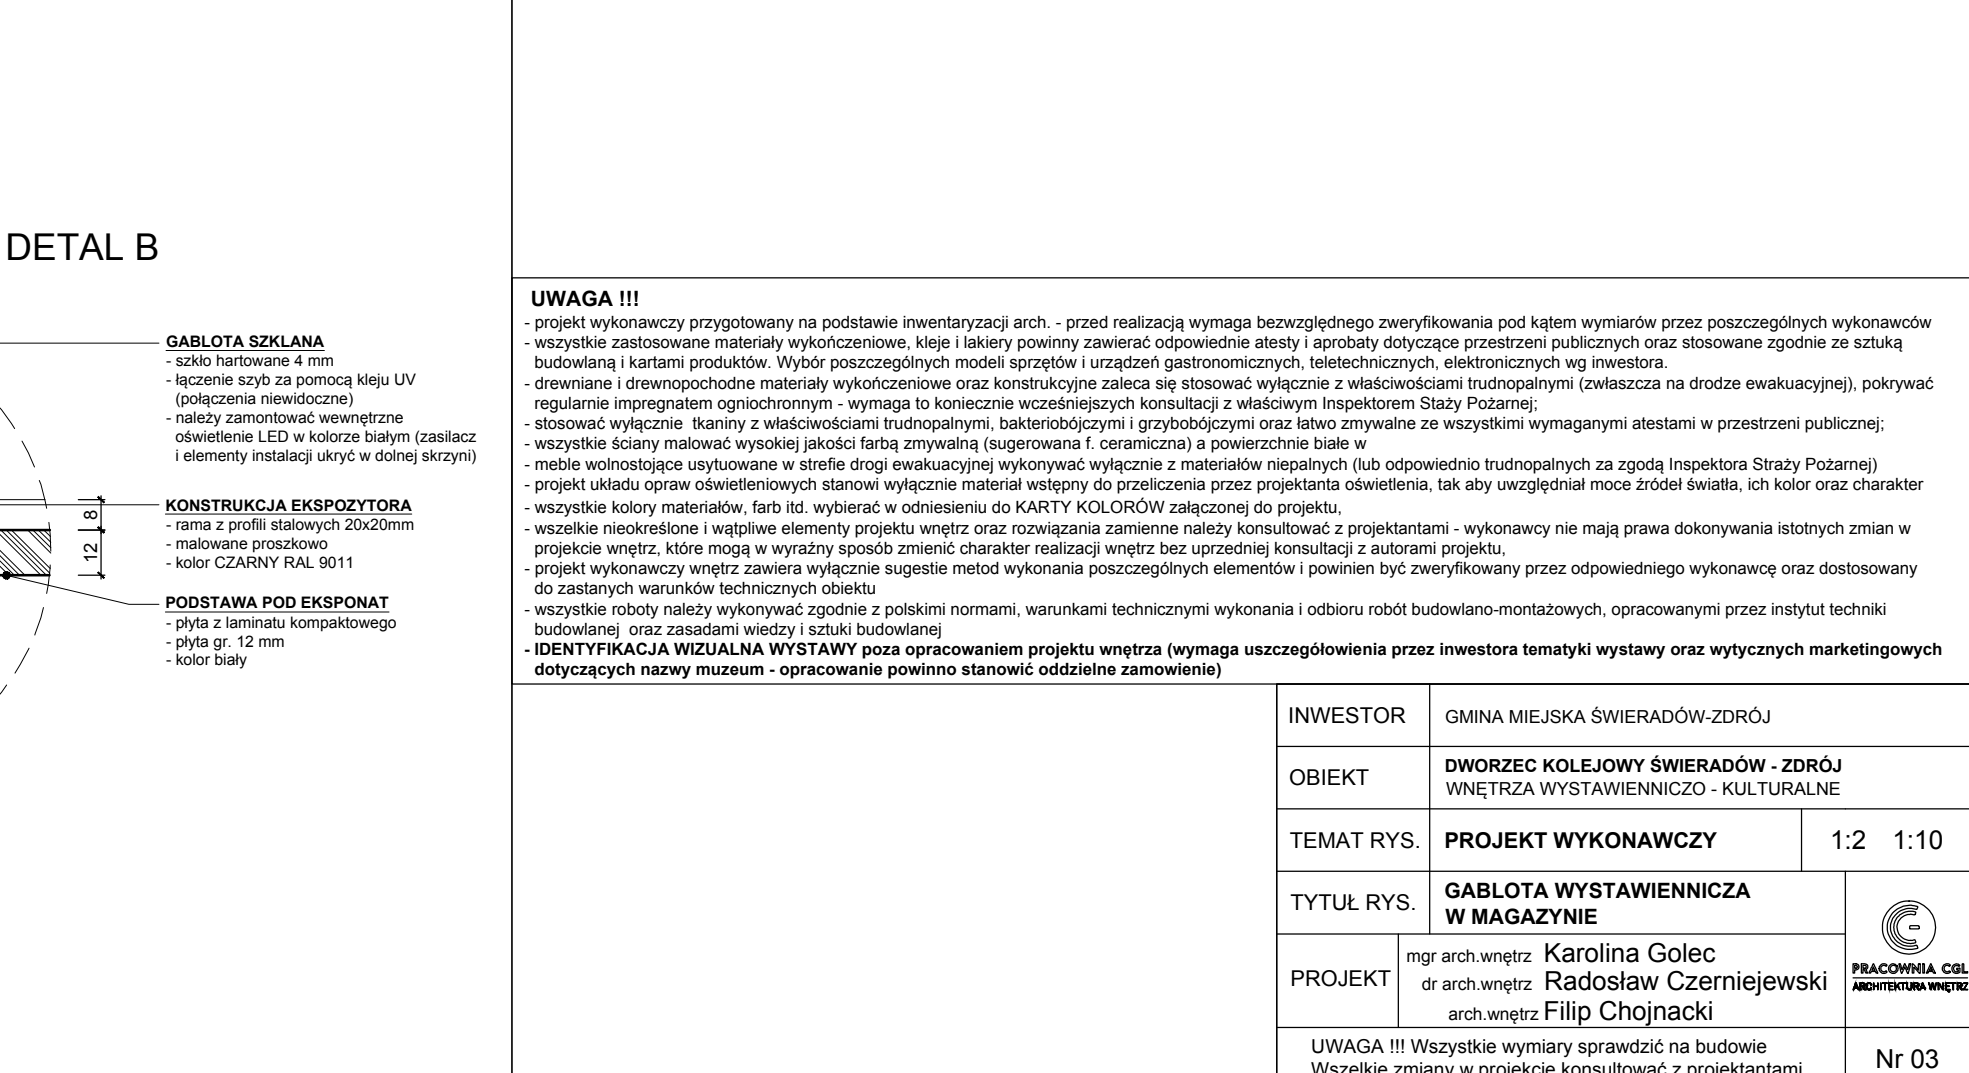 DETAL B
GABLOTA SZKLANA
- szkło hartowane 4 mm
- łączenie szyb za pomocą kleju UV
(połączenia niewidoczne)
- należy zamontować wewnętrzne
oświetlenie LED w kolorze białym (zasilacz
i elementy instalacji ukryć w dolnej skrzyni)
KONSTRUKCJA EKSPOZYTORA
- rama z profili stalowych 20x20mm
- malowane proszkowo
- kolor CZARNY RAL 9011
8
12
PODSTAWA POD EKSPONAT
- płyta z laminatu kompaktowego
- płyta gr. 12 mm
- kolor biały
UWAGA !!!
- projekt wykonawczy przygotowany na podstawie inwentaryzacji arch. - przed realizacją wymaga bezwzględnego zweryfikowania pod kątem wymiarów przez poszczególnych wykonawców
- wszystkie zastosowane materiały wykończeniowe, kleje i lakiery powinny zawierać odpowiednie atesty i aprobaty dotyczące przestrzeni publicznych oraz stosowane zgodnie ze sztuką
budowlaną i kartami produktów. Wybór poszczególnych modeli sprzętów i urządzeń gastronomicznych, teletechnicznych, elektronicznych wg inwestora.
- drewniane i drewnopochodne materiały wykończeniowe oraz konstrukcyjne zaleca się stosować wyłącznie z właściwościami trudnopalnymi (zwłaszcza na drodze ewakuacyjnej), pokrywać
regularnie impregnatem ogniochronnym - wymaga to koniecznie wcześniejszych konsultacji z właściwym Inspektorem Staży Pożarnej;
- stosować wyłącznie tkaniny z właściwościami trudnopalnymi, bakteriobójczymi i grzybobójczymi oraz łatwo zmywalne ze wszystkimi wymaganymi atestami w przestrzeni publicznej;
- wszystkie ściany malować wysokiej jakości farbą zmywalną (sugerowana f. ceramiczna) a powierzchnie białe w
- meble wolnostojące usytuowane w strefie drogi ewakuacyjnej wykonywać wyłącznie z materiałów niepalnych (lub odpowiednio trudnopalnych za zgodą Inspektora Straży Pożarnej)
- projekt układu opraw oświetleniowych stanowi wyłącznie materiał wstępny do przeliczenia przez projektanta oświetlenia, tak aby uwzględniał moce źródeł światła, ich kolor oraz charakter
- wszystkie kolory materiałów, farb itd. wybierać w odniesieniu do KARTY KOLORÓW załączonej do projektu,
- wszelkie nieokreślone i wątpliwe elementy projektu wnętrz oraz rozwiązania zamienne należy konsultować z projektantami - wykonawcy nie mają prawa dokonywania istotnych zmian w
projekcie wnętrz, które mogą w wyraźny sposób zmienić charakter realizacji wnętrz bez uprzedniej konsultacji z autorami projektu,
- projekt wykonawczy wnętrz zawiera wyłącznie sugestie metod wykonania poszczególnych elementów i powinien być zweryfikowany przez odpowiedniego wykonawcę oraz dostosowany
do zastanych warunków technicznych obiektu
- wszystkie roboty należy wykonywać zgodnie z polskimi normami, warunkami technicznymi wykonania i odbioru robót budowlano-montażowych, opracowanymi przez instytut techniki
budowlanej oraz zasadami wiedzy i sztuki budowlanej
- IDENTYFIKACJA WIZUALNA WYSTAWY poza opracowaniem projektu wnętrza (wymaga uszczegółowienia przez inwestora tematyki wystawy oraz wytycznych marketingowych
dotyczących nazwy muzeum - opracowanie powinno stanowić oddzielne zamowienie)
INWESTOR GMINA MIEJSKA ŚWIERADÓW-ZDRÓJ
OBIEKT DWORZEC KOLEJOWY ŚWIERADÓW - ZDRÓJ
WNĘTRZA WYSTAWIENNICZO - KULTURALNE
TEMAT RYS. PROJEKT WYKONAWCZY 1:2 1:10
TYTUŁ RYS. GABLOTA WYSTAWIENNICZA
W MAGAZYNIE
PROJEKT mgr arch.wnętrz Karolina Golec
dr arch.wnętrz Radosław Czerniejewski
arch.wnętrz Filip Chojnacki
PRACOWNIA CGL
ARCHITEKTURA WNĘTRZ
UWAGA !!! Wszystkie wymiary sprawdzić na budowie
Wszelkie zmiany w projekcie konsultować z projektantami
Nr 03